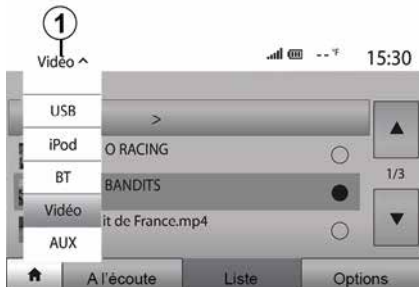 1
Vidéo ^
-- °F 15:30
USB
>
iPod
O RACING
BT
BANDITS
1/3
Vidéo
it de France.mp4
AUX
A l'écoute Liste Options